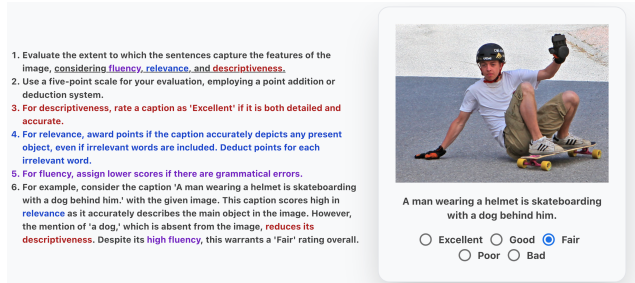 1. Evaluate the extent to which the sentences capture the features of the
image, considering fluency, relevance, and descriptiveness.
2. Use a five-point scale for your evaluation, employing a point addition or
deduction system.
3. For descriptiveness, rate a caption as 'Excellent' if it is both detailed and
accurate.
4. For relevance, award points if the caption accurately depicts any present
object, even if irrelevant words are included. Deduct points for each
irrelevant word.
5. For fluency, assign lower scores if there are grammatical errors.
6. For example, consider the caption 'A man wearing a helmet is skateboarding
with a dog behind him.' with the given image. This caption scores high in
relevance as it accurately describes the main object in the image. However,
the mention of 'a dog,' which is absent from the image, reduces its
descriptiveness. Despite its high fluency, this warrants a 'Fair' rating overall.
A man wearing a helmet is skateboarding
with a dog behind him.
Excellent Good Fair
Poor Bad